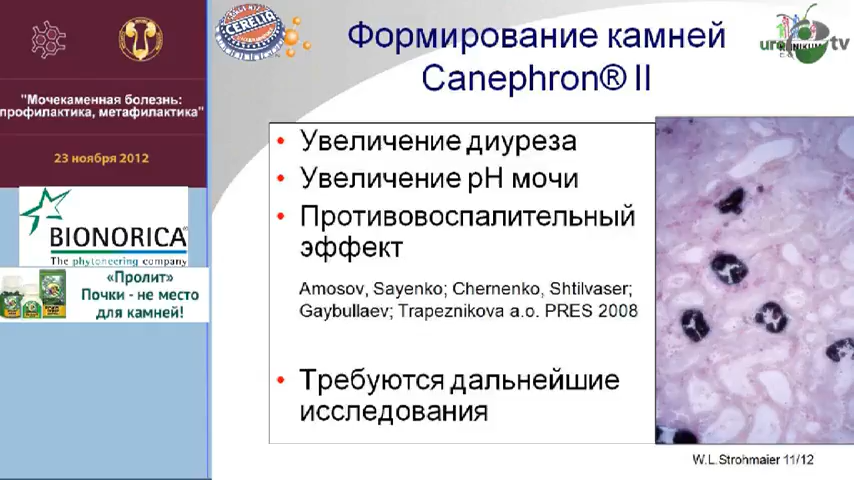 "Мочекаменная болезнь:
профилактика, метафилактика"
23 ноября 2012
BIONORICA®
The phytoneering company
«Пролит»
Почки - не место
для камней!
CERELIA
tv
Формирование камней
Canephron® II
• Увеличение диуреза
• Увеличение pH мочи
• Противовоспалительный
эффект
Amosov, Sayenko; Chernenko, Shtilvaser;
Gaybullaev; Trapeznikova a.o. PRES 2008
• Требуются дальнейшие
исследования
W.L.Strohmaier 11/12